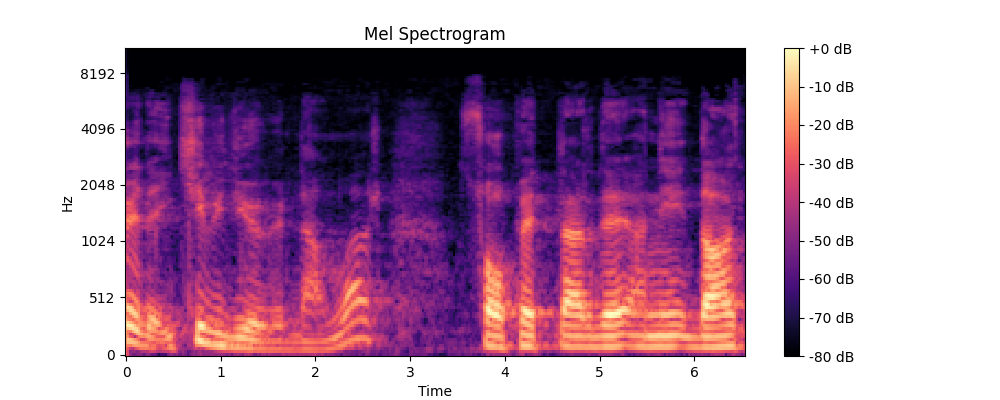 Mel Spectrogram
8192
4096
2048
1024
512
0
Hz
0 1 2 3 4 5 6
Time
+0 dB
-10 dB
-20 dB
-30 dB
-40 dB
-50 dB
-60 dB
-70 dB
-80 dB